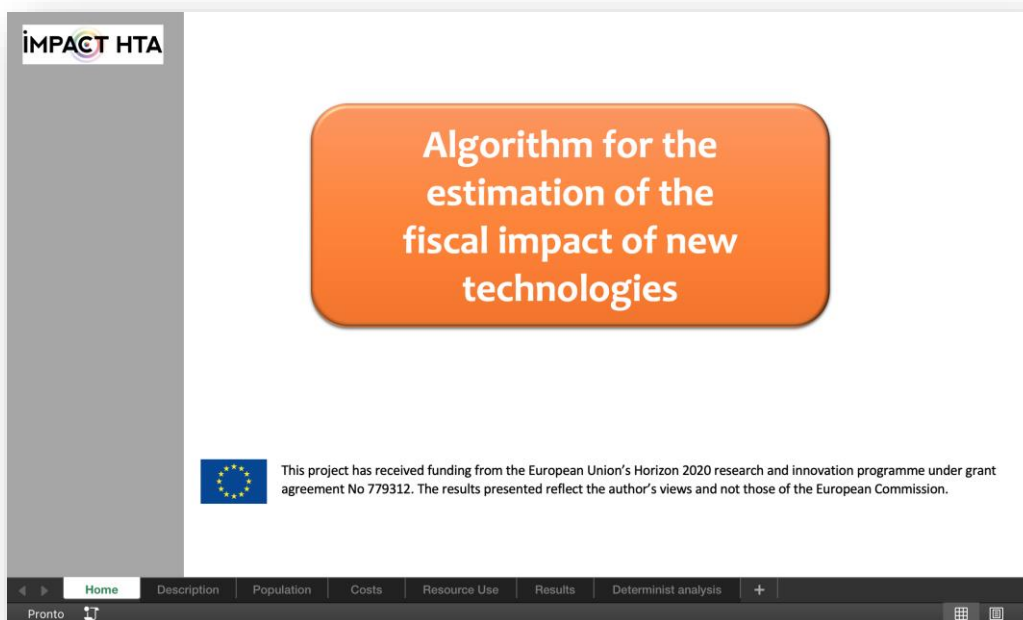 IMPACT HTA
Algorithm for the
estimation of the
fiscal impact of new
technologies
This project has received funding from the European Union's Horizon 2020 research and innovation programme under grant
agreement No 779312. The results presented reflect the author's views and not those of the European Commission.
Home Description Population Costs Resource Use Results Determinist analysis +
Pronto